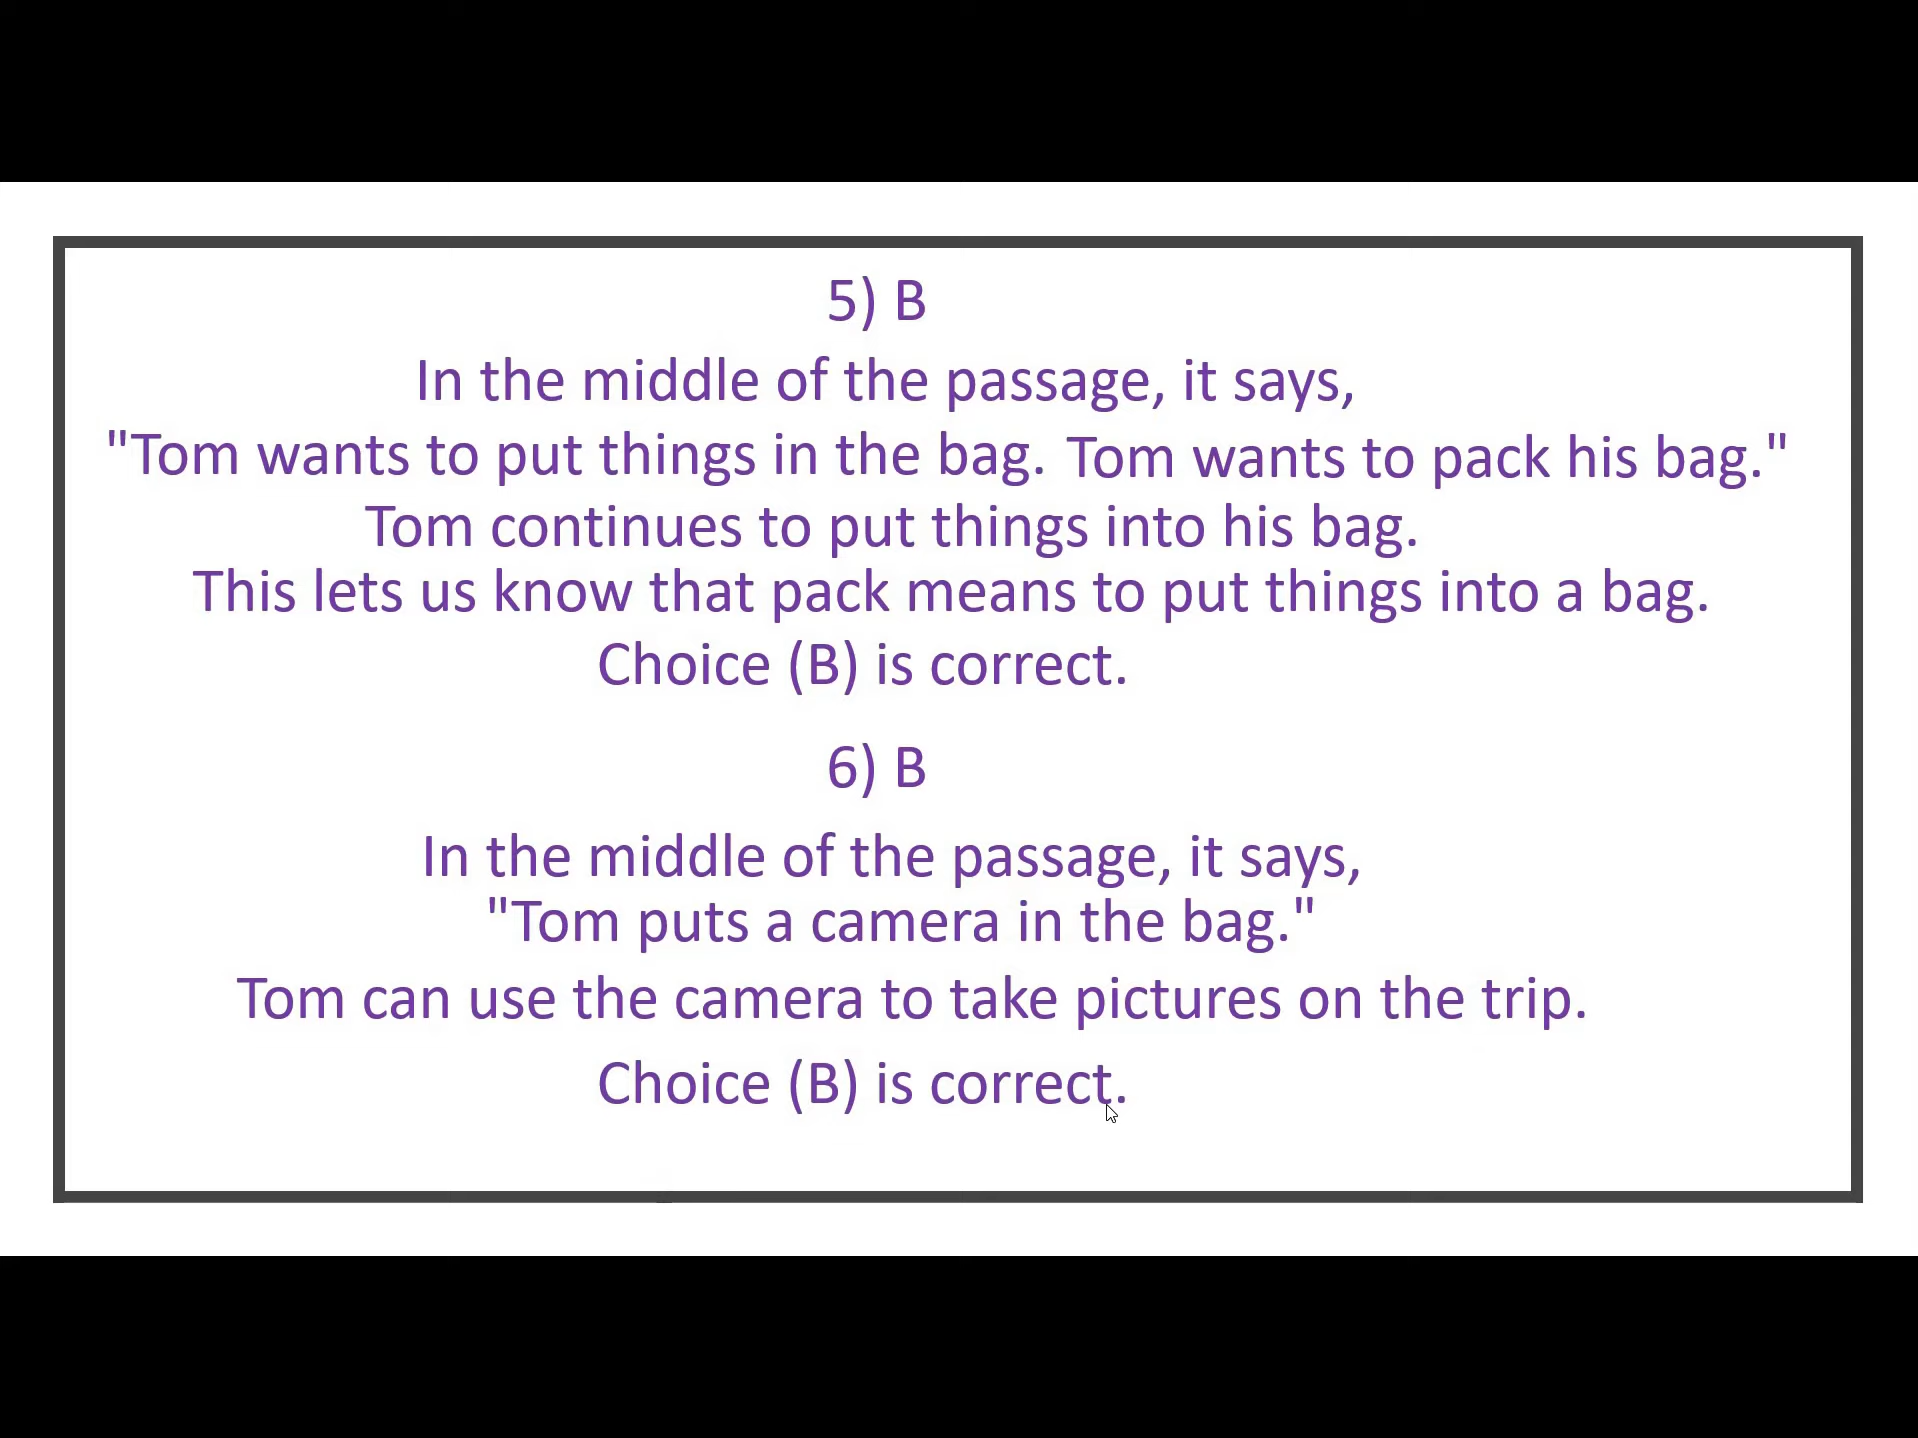 5) B
In the middle of the passage, it says,
"Tom wants to put things in the bag. Tom wants to pack his bag."
Tom continues to put things into his bag.
This lets us know that pack means to put things into a bag.
Choice (B) is correct.
6) B
In the middle of the passage, it says,
"Tom puts a camera in the bag."
Tom can use the camera to take pictures on the trip.
Choice (B) is correct.